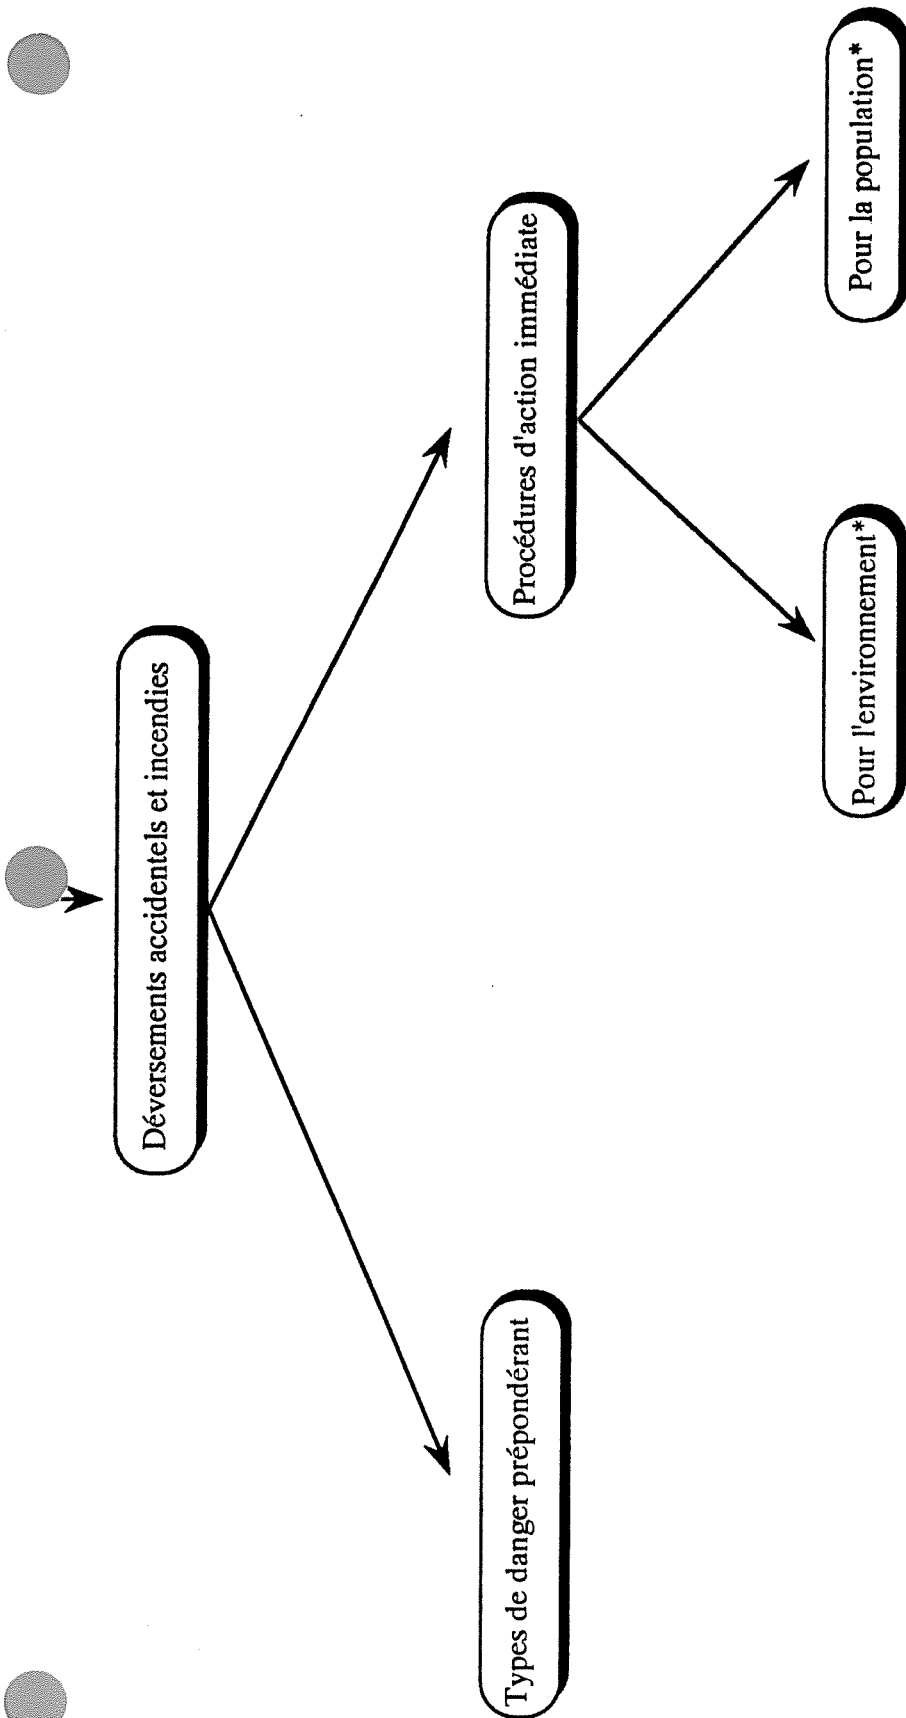 Déversements accidentels et incendies
Types de danger prépondérant
Procédures d'action immédiate
Pour l'environnement*
Pour la population*